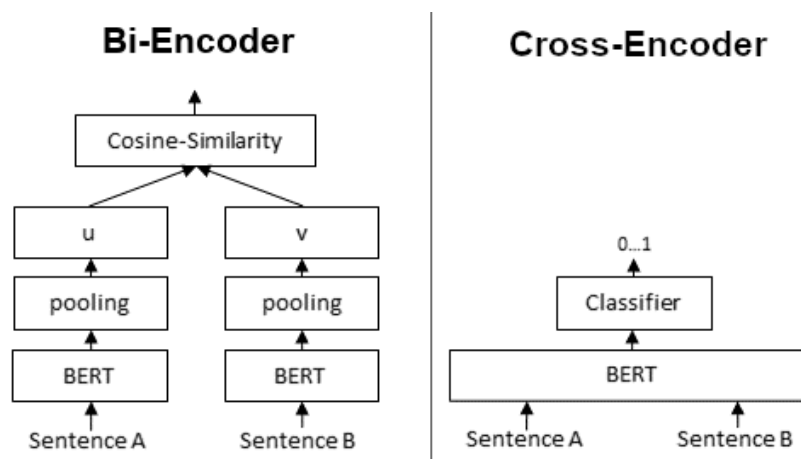 Bi-Encoder
Cosine-Similarity
u
v
pooling
pooling
BERT
BERT
Sentence A
Sentence B
Cross-Encoder
0...1
Classifier
BERT
Sentence A
Sentence B